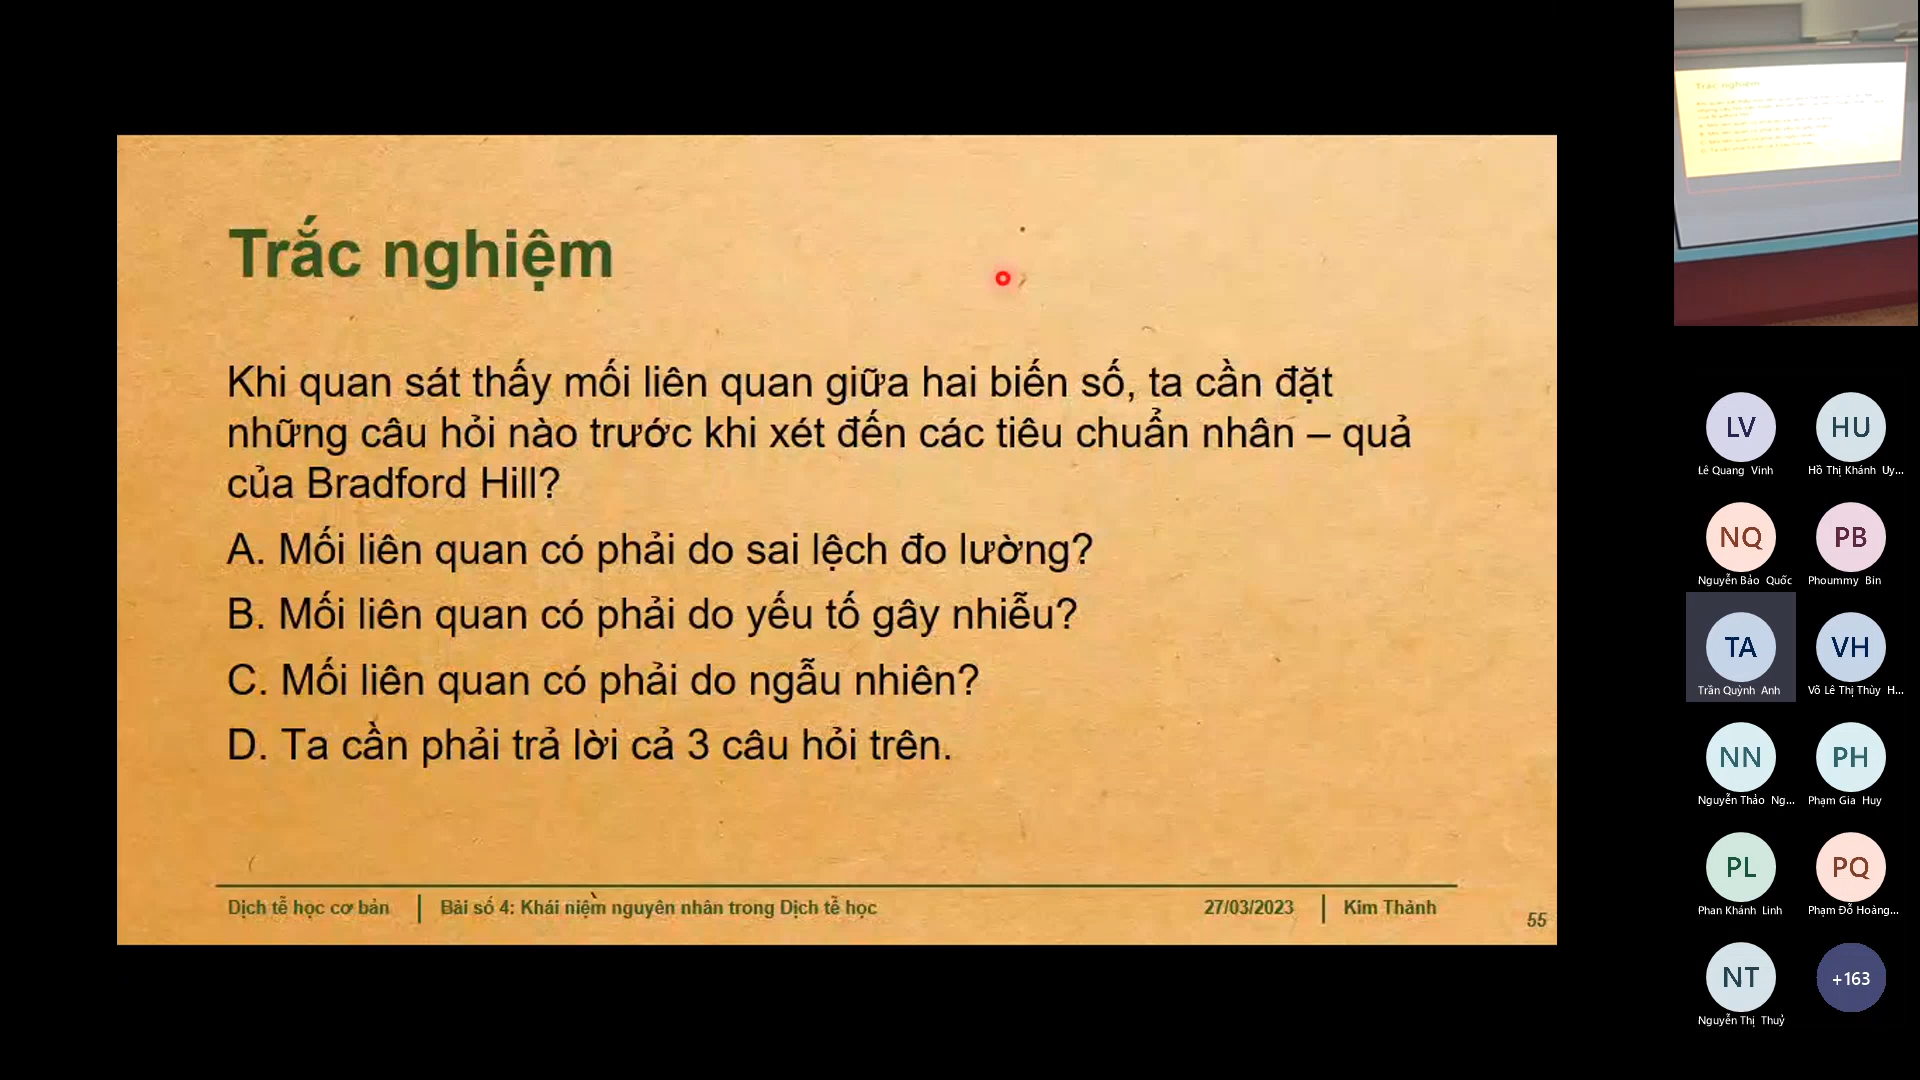 Trắc nghiệm
Khi quan sát thấy mối liên quan giữa hai biến số, ta cần đặt
những câu hỏi nào trước khi xét đến các tiêu chuẩn nhân – quả
của Bradford Hill?
A. Mối liên quan có phải do sai lệch đo lường?
B. Mối liên quan có phải do yếu tố gây nhiễu?
C. Mối liên quan có phải do ngẫu nhiên?
D. Ta cần phải trả lời cả 3 câu hỏi trên.
Dịch tễ học cơ bản | Bài số 4: Khái niệm nguyên nhân trong Dịch tễ học
27/03/2023 | Kim Thành
55
Trắc nghiệm
LV HU
Lê Quang Vinh Hồ Thị Khánh Uy...
NQ PB
Nguyễn Bảo Quốc Phoummy Bin
TA VH
Trần Quỳnh Anh Võ Lê Thị Thùy H...
NN PH
Nguyễn Thảo Ng... Phạm Gia Huy
PL PQ
Phan Khánh Linh Phạm Đỗ Hoàng...
NT +163
Nguyễn Thị Thuý